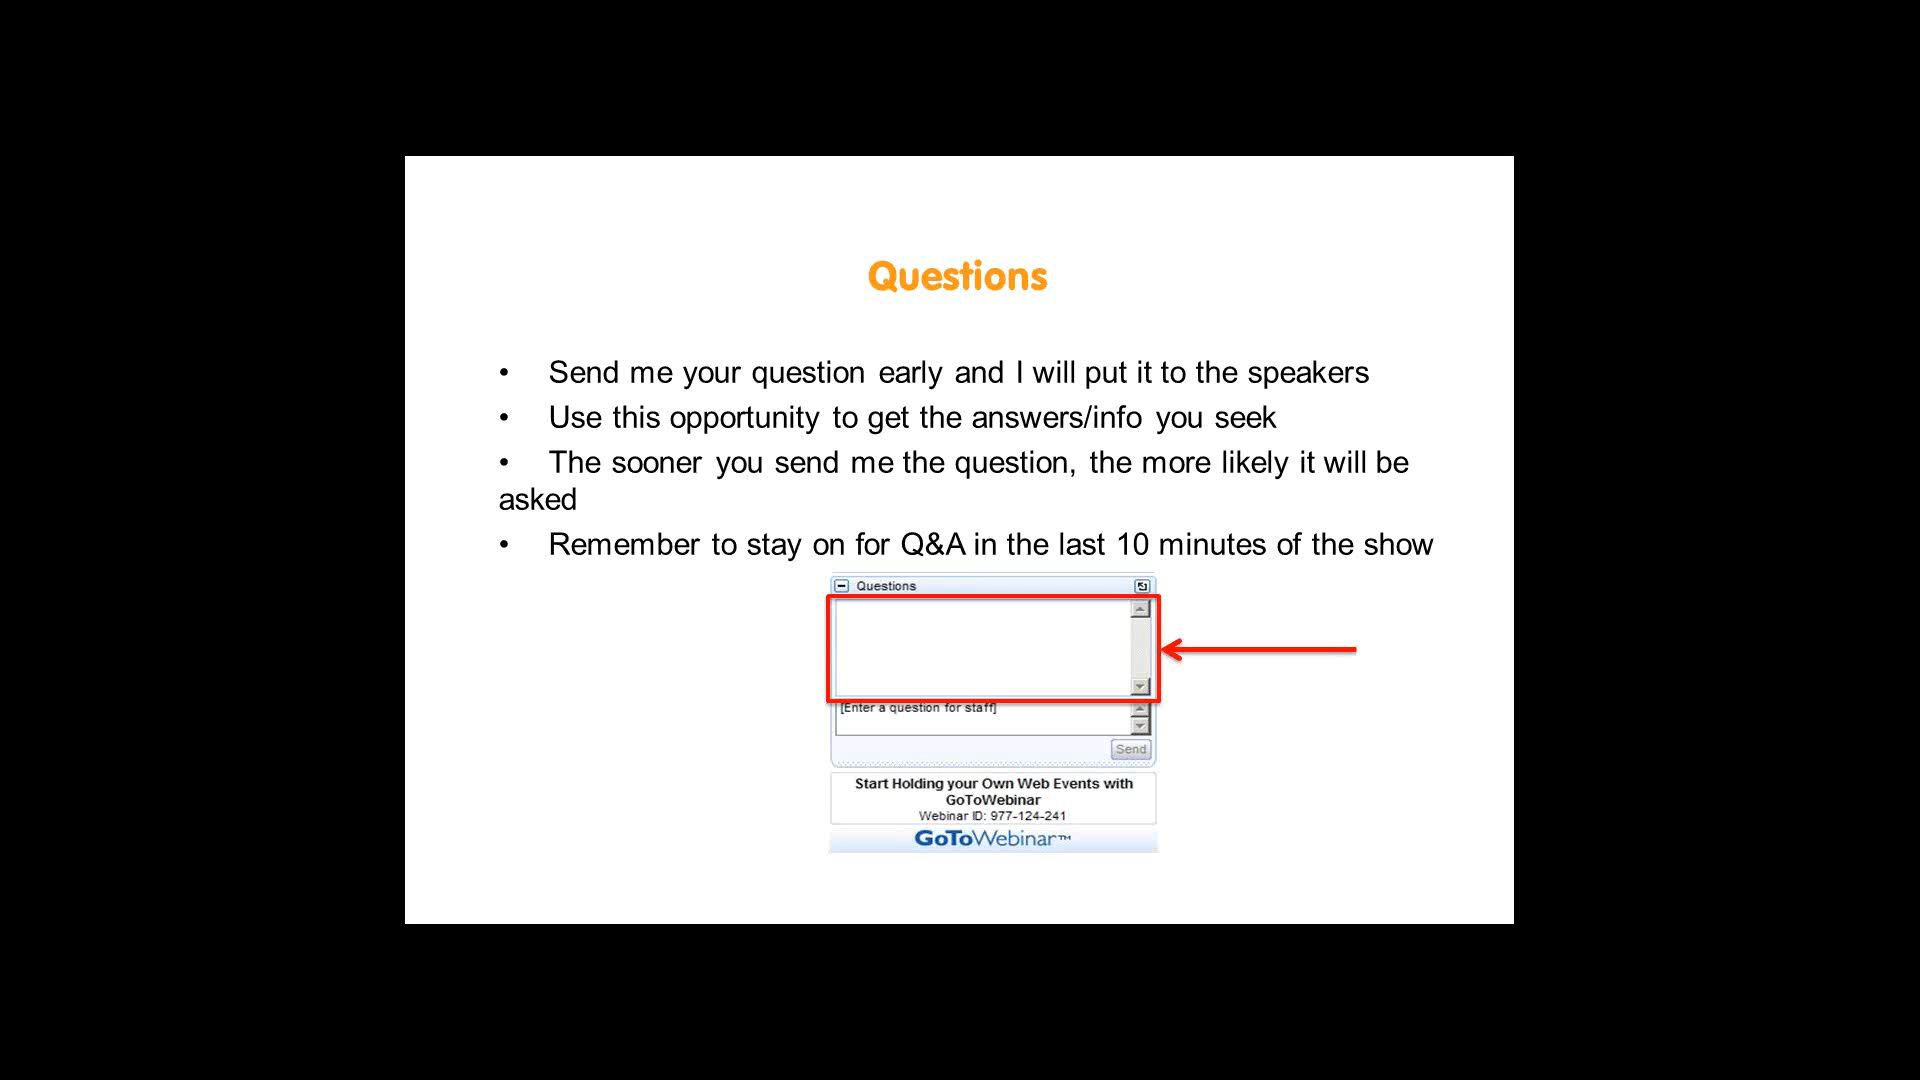 Questions
• Send me your question early and I will put it to the speakers
• Use this opportunity to get the answers/info you seek
• The sooner you send me the question, the more likely it will be
asked
• Remember to stay on for Q&A in the last 10 minutes of the show
Questions
[Enter a question for staff]
Send
Start Holding your Own Web Events with
GoToWebinar
Webinar ID: 977-124-241
GoToWebinar™